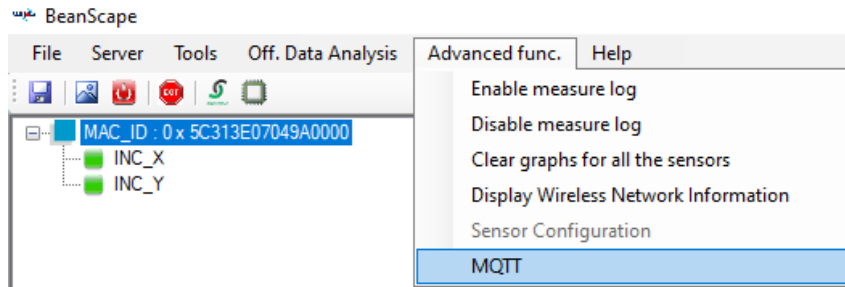 BeanScape
File Server Tools Off. Data Analysis Advanced func. Help
Enable measure log
Disable measure log
Clear graphs for all the sensors
Display Wireless Network Information
Sensor Configuration
MQTT
MAC_ID : 0 x 5C313E07049A0000
INC_X
INC_Y